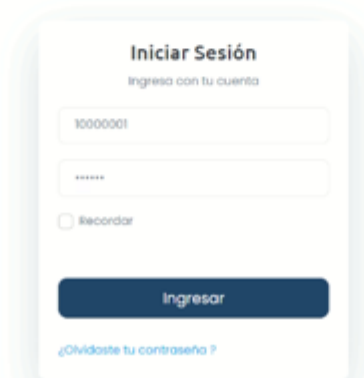 Iniciar Sesión
Ingresa con tu cuenta
10000001
••••••
Recordar
Ingresar
¿Olvidaste tu contraseña ?